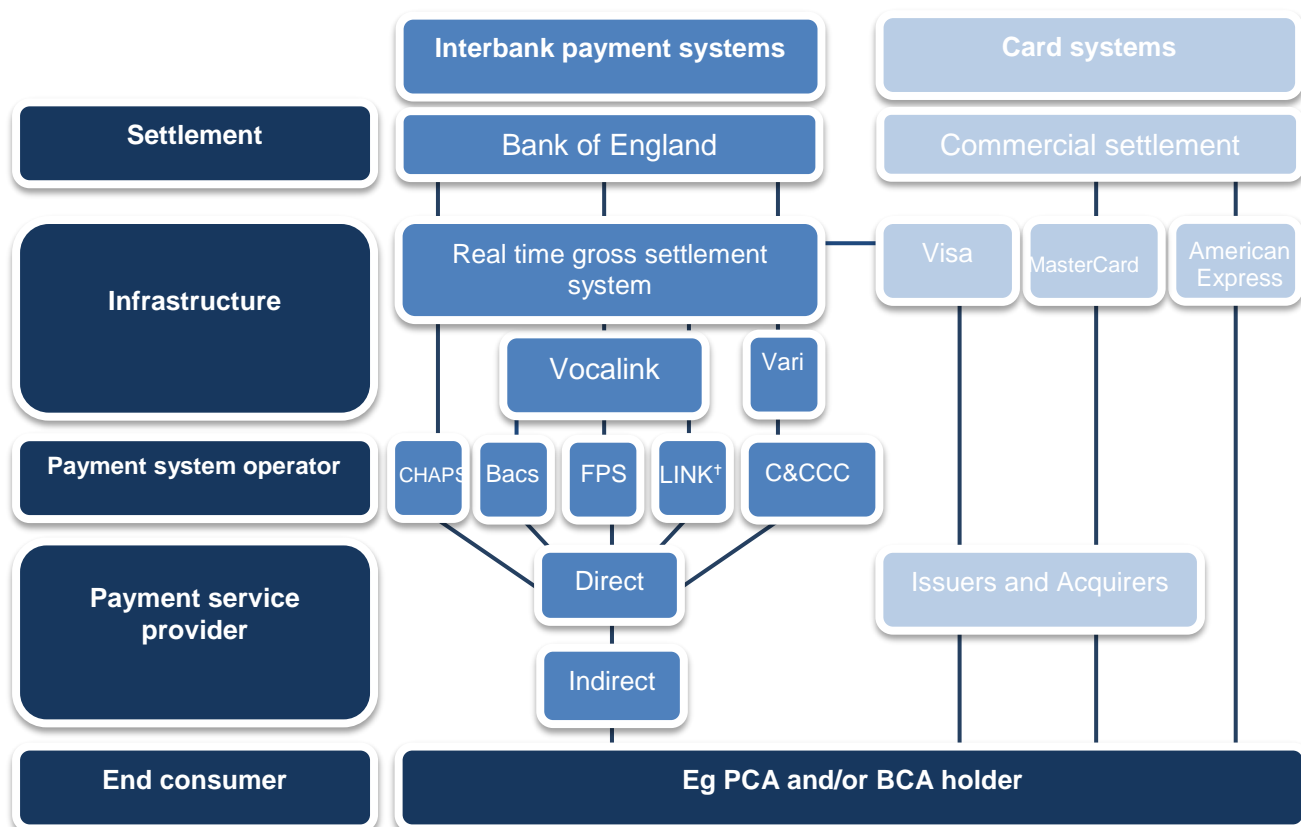 Interbank payment systems
Card systems
Settlement
Bank of England
Commercial settlement
Infrastructure
Real time gross settlement
system
Visa
MasterCard
American
Express
Vocalink
Vari
Payment system operator
CHAPS
Bacs
FPS
LINK†
C&CCC
Payment service
provider
Direct
Issuers and Acquirers
Indirect
End consumer
Eg PCA and/or BCA holder